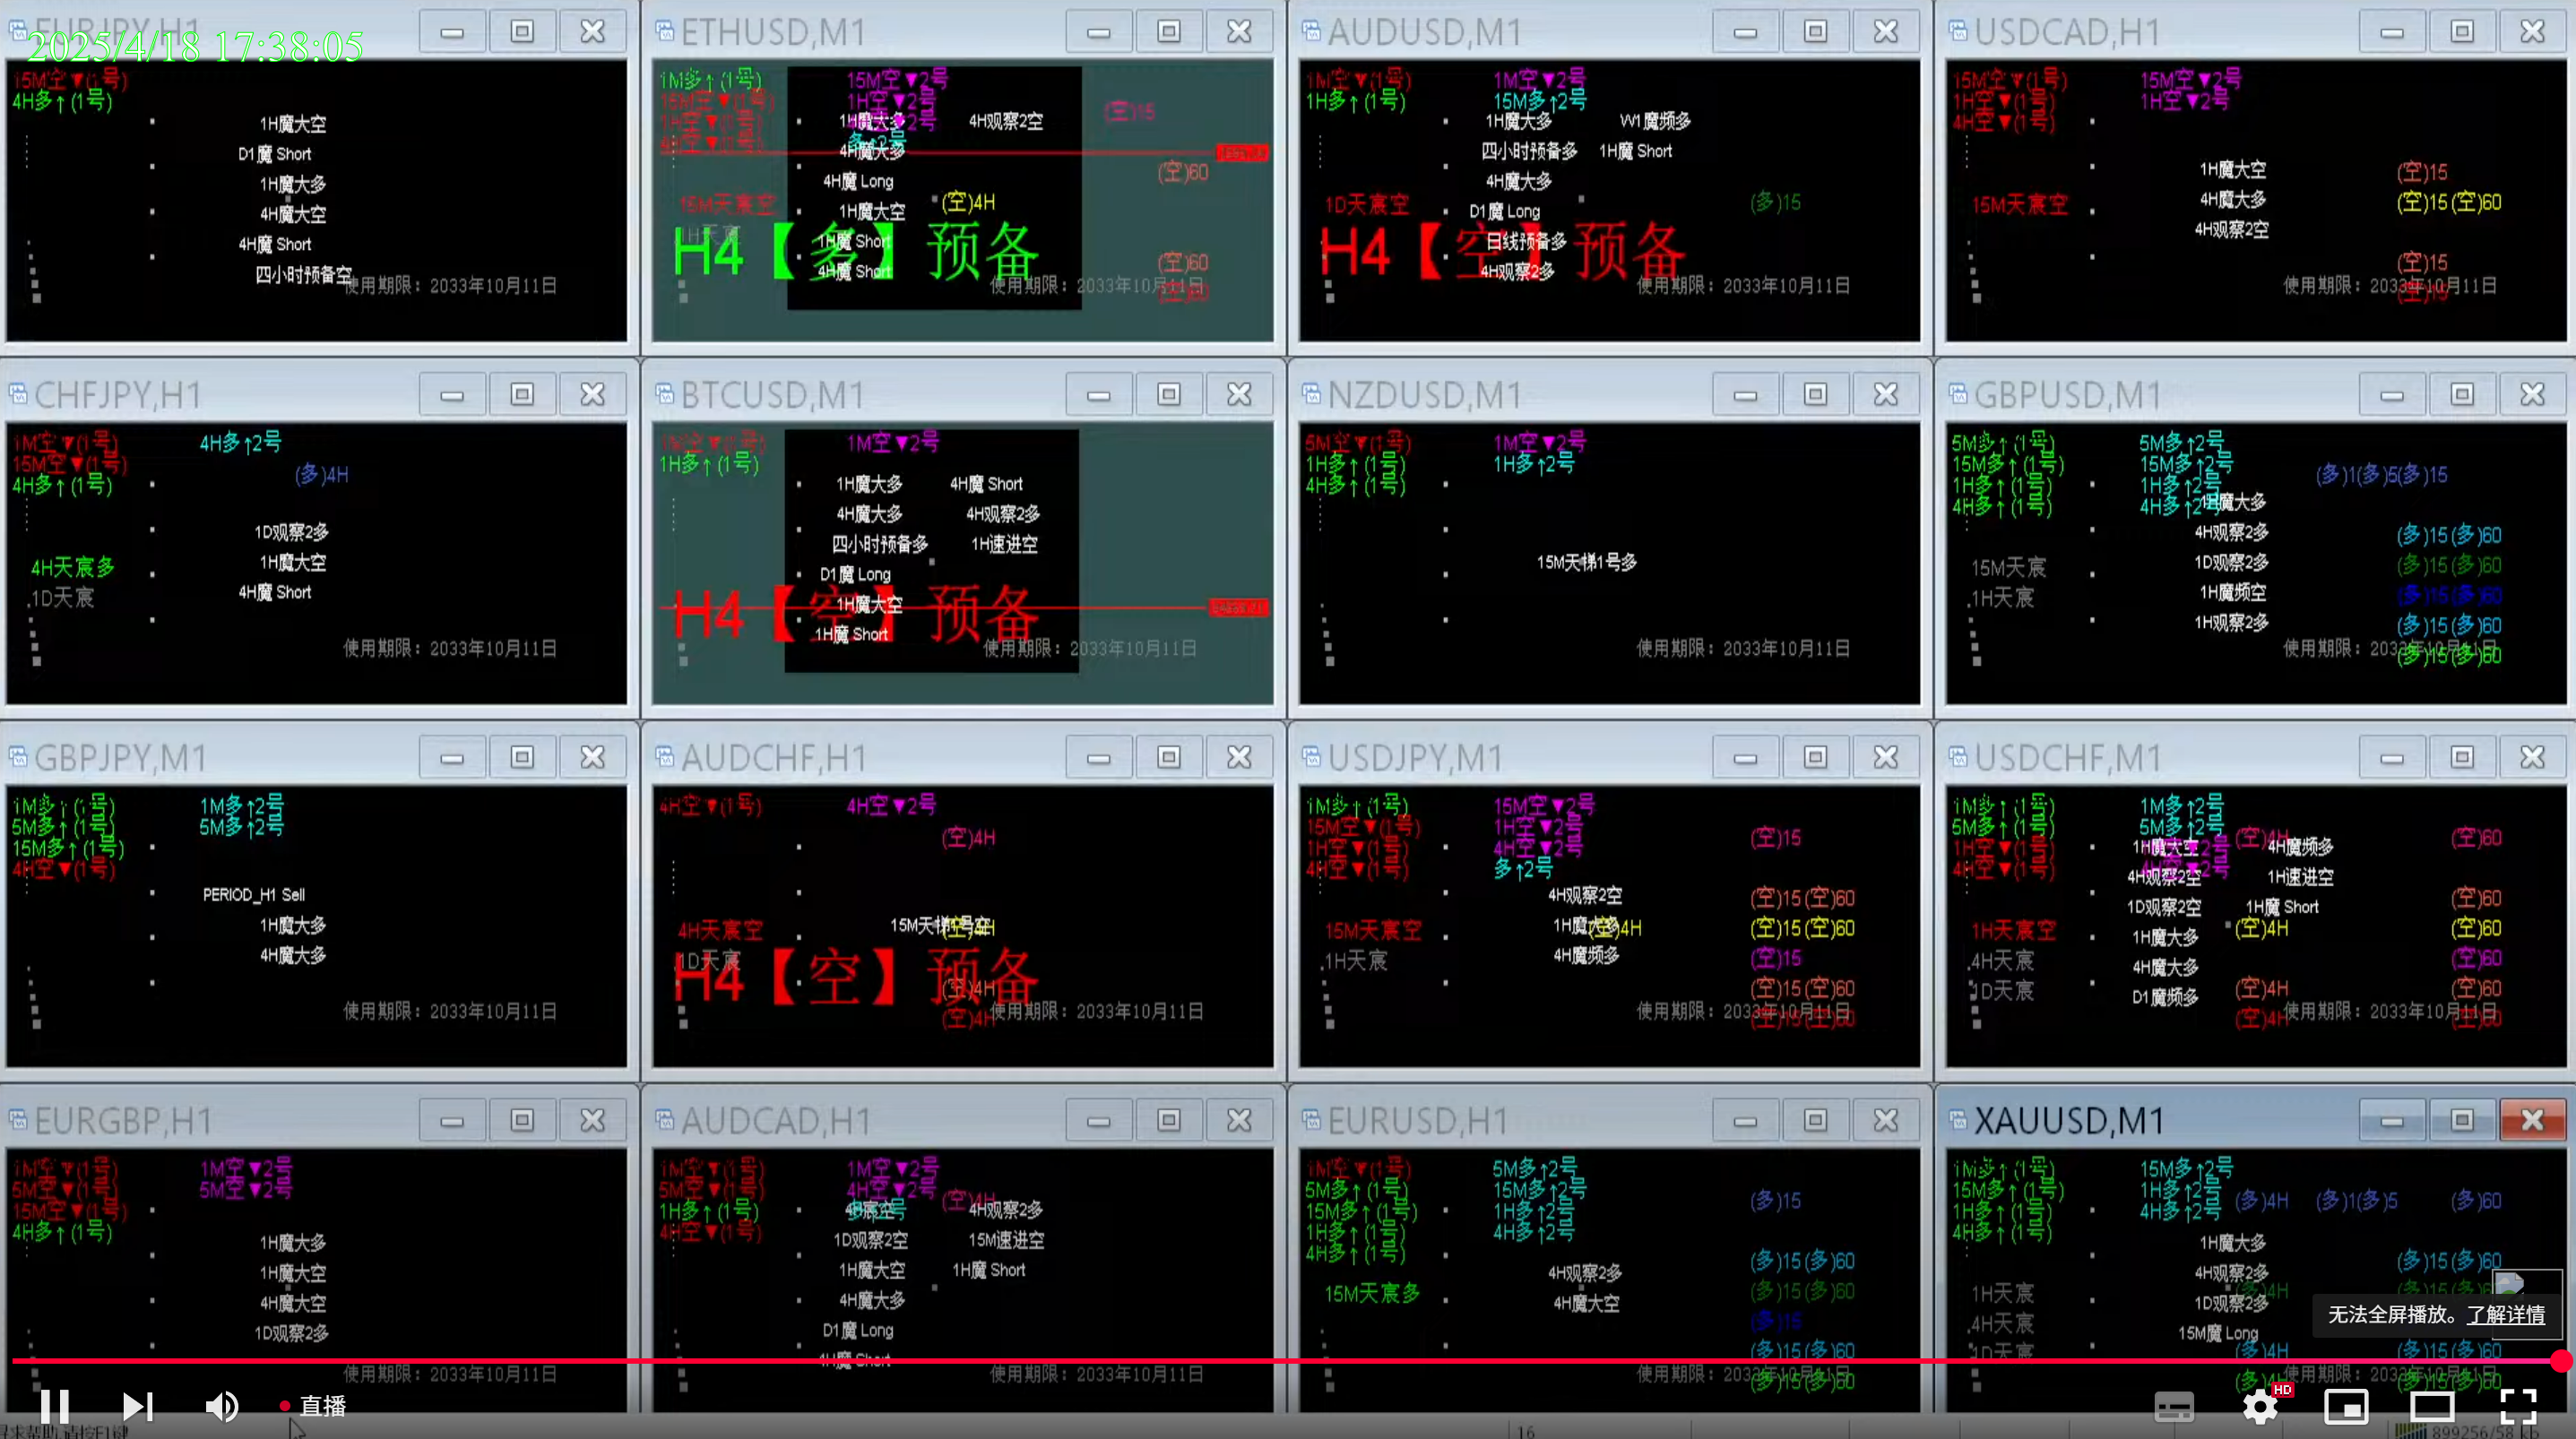 EURJPY,H1
2025/4/18 17:38:05
15M空▼(1号)
4H多↑(1号)
1H魔大空
D1魔 Short
1H魔大多
4H魔大空
4H魔 Short
四小时预备空
使用期限：2033年10月11日
ETHUSD,M1
1M多↑(1号)
15M空▼2号
15M空▼(1号)
1H空▼2号
1H空▼(1号)
1H魔大多
4H观察2空
(空)15
4H空▼(1号)
多↑2号
4H魔大多
(空)60
4H魔 Long
15M天宸空
1H魔大空
(空)4H
1H天宸
1H魔 Short
H4【多】预备
4H魔 Short
(空)60
使用期限：2033年10月11日
(空)60
AUDUSD,M1
1M空▼(1号)
1M空▼2号
1H多↑(1号)
15M多↑2号
1H魔大多
W1魔频多
四小时预备多
1H魔 Short
4H魔大多
1D天宸空
D1魔 Long
(多)15
日线预备多
H4【空】预备
4H观察2多
使用期限：2033年10月11日
USDCAD,H1
15M空▼(1号)
15M空▼2号
1H空▼(1号)
1H空▼2号
4H空▼(1号)
1H魔大空
(空)15
15M天宸空
4H魔大多
(空)15(空)60
4H观察2空
(空)15
使用期限：2033年10月11日
(空)15
CHFJPY,H1
1M空▼(1号)
4H多↑2号
15M空▼(1号)
(多)4H
4H多↑(1号)
1D观察2多
4H天宸多
1H魔大空
1D天宸
4H魔 Short
使用期限：2033年10月11日
BTCUSD,M1
1M空▼(1号)
1M空▼2号
1H多↑(1号)
1H魔大多
4H魔 Short
4H魔大多
4H观察2多
四小时预备多
1H速进空
D1魔 Long
1H魔大空
H4【空】预备
1H魔 Short
使用期限：2033年10月11日
NZDUSD,M1
5M空▼(1号)
1M空▼2号
1H多↑(1号)
1H多↑2号
4H多↑(1号)
15M天梯1号多
使用期限：2033年10月11日
GBPUSD,M1
5M多↑(1号)
5M多↑2号
15M多↑(1号)
15M多↑2号
(多)1(多)5(多)15
1H多↑(1号)
1H多↑2号
4H多↑(1号)
4H多↑2号
1H魔大多
4H观察2多
(多)15(多)60
15M天宸
1D观察2多
(多)15(多)60
1H天宸
1H魔频空
(多)15(多)60
1H观察2多
(多)15(多)60
使用期限：2033年10月11日
(多)15(多)60
GBPJPY,M1
1M多↑(1号)
1M多↑2号
5M多↑(1号)
5M多↑2号
15M多↑(1号)
4H空▼(1号)
PERIOD_H1 Sell
1H魔大多
4H魔大多
使用期限：2033年10月11日
AUDCHF,H1
4H空▼(1号)
4H空▼2号
(空)4H
4H天宸空
(空)4H
1D天宸
H4【空】预备
(空)4H
使用期限：2033年10月11日
(空)4H
USDJPY,M1
1M多↑(1号)
15M空▼2号
15M空▼(1号)
1H空▼2号
(空)15
1H空▼(1号)
4H空▼2号
4H空▼(1号)
多↑2号
4H观察2空
(空)15(空)60
15M天宸空
1H魔大多
(空)4H
(空)15(空)60
1H天宸
4H魔频多
(空)15
(空)15(空)60
使用期限：2033年10月11日
(空)15(空)60
USDCHF,M1
1M多↑(1号)
1M多↑2号
5M多↑(1号)
5M多↑2号
(空)4H
(空)60
1H空▼(1号)
1H魔大空
4H魔频多
4H空▼(1号)
4H观察2空
1H速进空
1D观察2空
1H魔 Short
(空)60
1H天宸空
1H魔大多
(空)4H
(空)60
4H天宸
4H魔大多
(空)60
1D天宸
D1魔频多
(空)4H
(空)60
使用期限：2033年10月11日
(空)4H
(空)60
EURGBP,H1
1M空▼(1号)
1M空▼2号
5M空▼(1号)
5M空▼2号
15M空▼(1号)
4H多↑(1号)
1H魔大多
1H魔大空
4H魔大空
1D观察2多
使用期限：2033年10月11日
AUDCAD,H1
1M空▼(1号)
1M空▼2号
5M空▼(1号)
4H空▼2号
(空)4H
1H多↑(1号)
4H观察2多
4H空▼(1号)
1D观察2空
15M速进空
1H魔大空
1H魔 Short
4H魔大多
D1魔 Long
4H魔 Short
使用期限：2033年10月11日
EURUSD,H1
1M空▼(1号)
5M多↑2号
5M多↑(1号)
15M多↑2号
(多)15
15M多↑(1号)
1H多↑2号
1H多↑(1号)
4H多↑2号
4H多↑(1号)
4H观察2多
(多)15(多)60
15M天宸多
4H魔大空
(多)15(多)60
(多)15
(多)15(多)60
使用期限：2033年10月11日
(多)15(多)60
XAUUSD,M1
1M多↑(1号)
15M多↑2号
15M多↑(1号)
1H多↑2号
(多)4H
(多)1(多)5
(多)60
1H多↑(1号)
4H多↑2号
4H多↑(1号)
1H魔大多
4H观察2多
(多)15(多)60
1H天宸
1D观察2多
4H天宸
15M魔 Long
无法全屏播放。了解详情
1D天宸
(多)4H
(多)15(多)60
使用期限：2033年10月11日
直播
HD
16
899256/58 kb